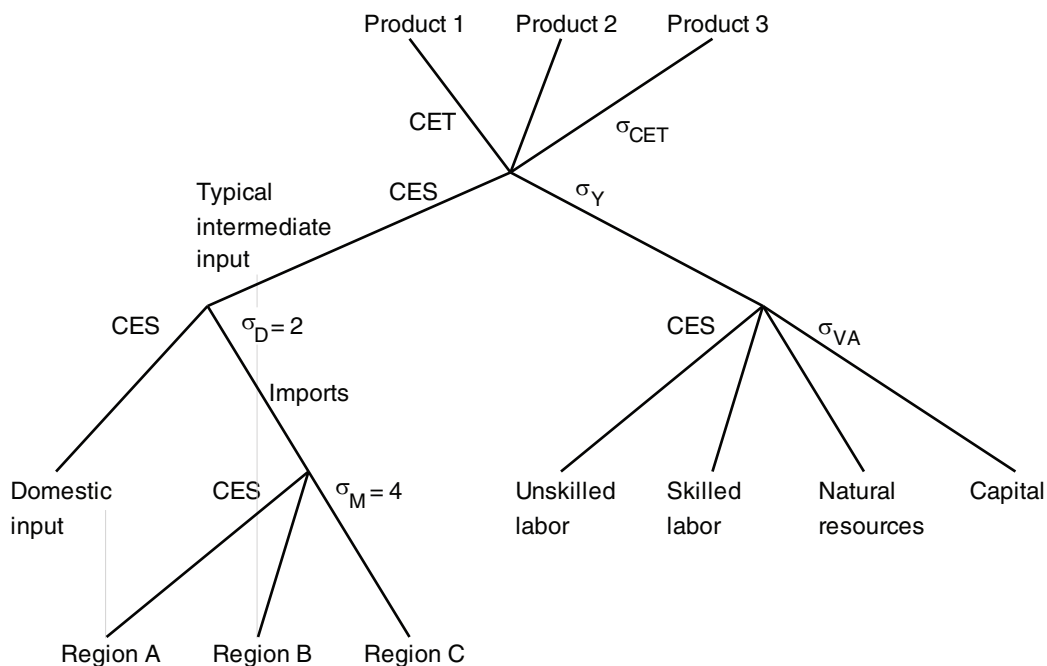 Product 1
Product 2
Product 3
CET
σCET
CES
σY
Typical
intermediate
input
CES
σD = 2
CES
σVA
Imports
Domestic
input
CES
σM = 4
Unskilled
labor
Skilled
labor
Natural
resources
Capital
Region A
Region B
Region C